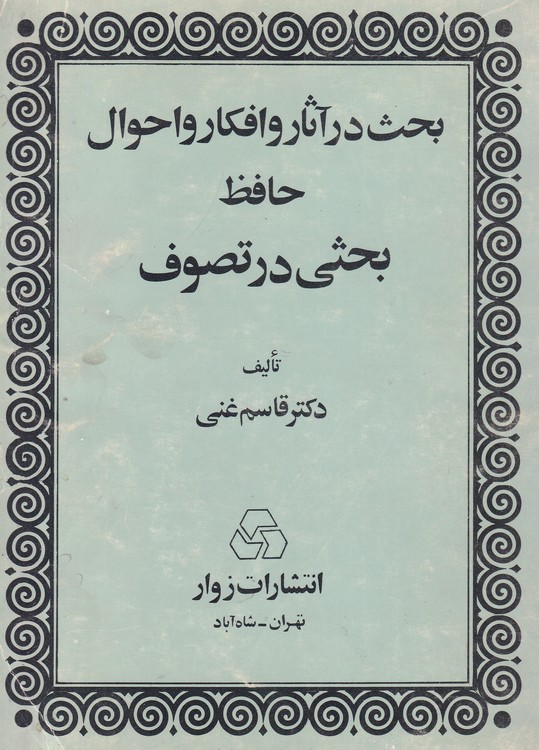 بحث در آثار و افکار و احوال
حافظ
بحثی در تصوف
تألیف
دکتر قاسم غنی
انتشارات زوار
تهران - شاه‌آباد